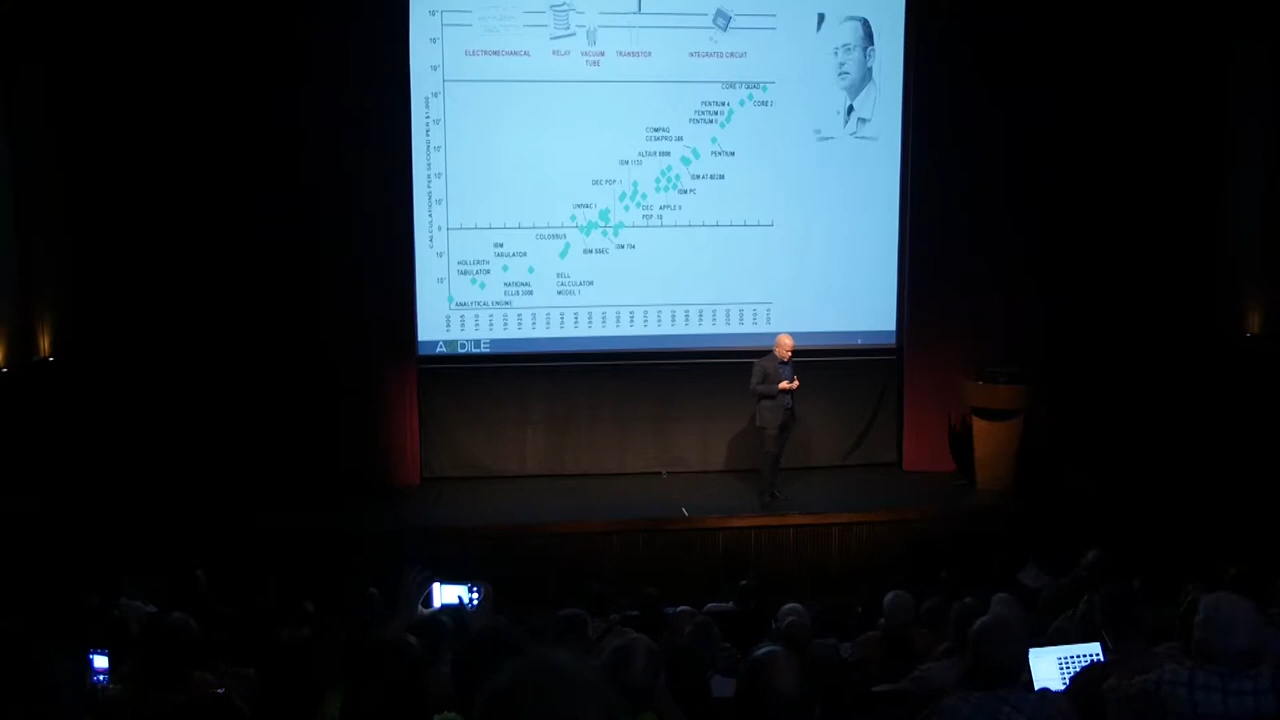 ELECTROMECHANICAL
RELAY
VACUUM
TUBE
TRANSISTOR
INTEGRATED CIRCUIT
CALCULATIONS PER SECOND PER $1,000
CORE I7 QUAD
CORE 2
PENTIUM 4
PENTIUM III
PENTIUM II
PENTIUM
COMPAQ
DESKPRO 386
ALTAIR 8800
IBM 1130
IBM AT-80286
IBM PC
DEC PDP-1
DEC
PDP-10
APPLE II
UNIVAC I
COLOSSUS
IBM SSEC
IBM 704
IBM
TABULATOR
HOLLERITH
TABULATOR
NATIONAL
ELLIS 3000
BELL
CALCULATOR
MODEL 1
ANALYTICAL ENGINE
1900 1905 1910 1915 1920 1925 1930 1935 1940 1945 1950 1955 1960 1965 1970 1975 1980 1985 1990 1995 2000 2005 2101 2015